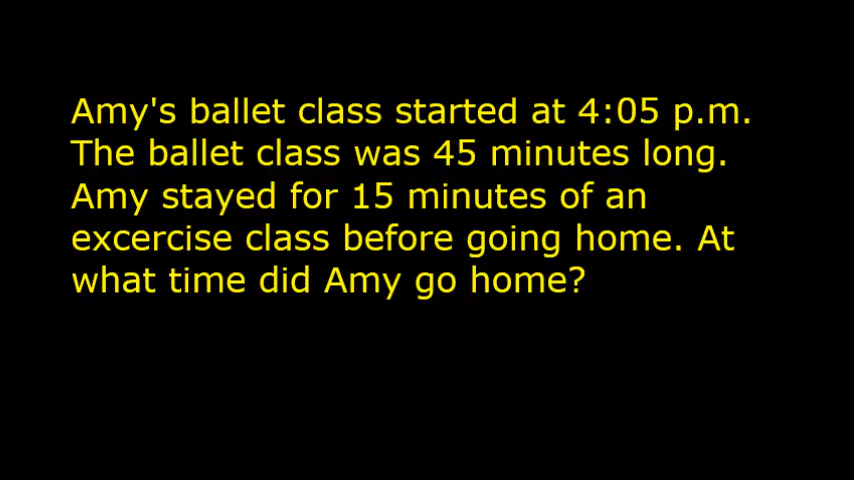 Amy's ballet class started at 4:05 p.m.
The ballet class was 45 minutes long.
Amy stayed for 15 minutes of an
excercise class before going home. At
what time did Amy go home?